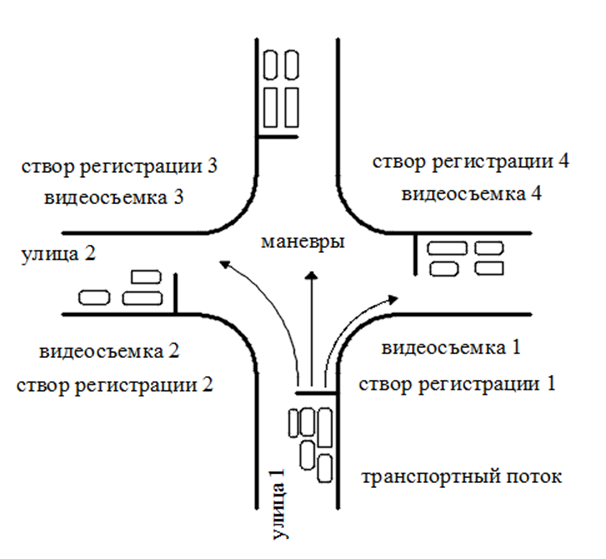 створ регистрации 3
видеосъемка 3
створ регистрации 4
видеосъемка 4
маневры
улица 2
видеосъемка 2
створ регистрации 2
видеосъемка 1
створ регистрации 1
улица 1
транспортный поток